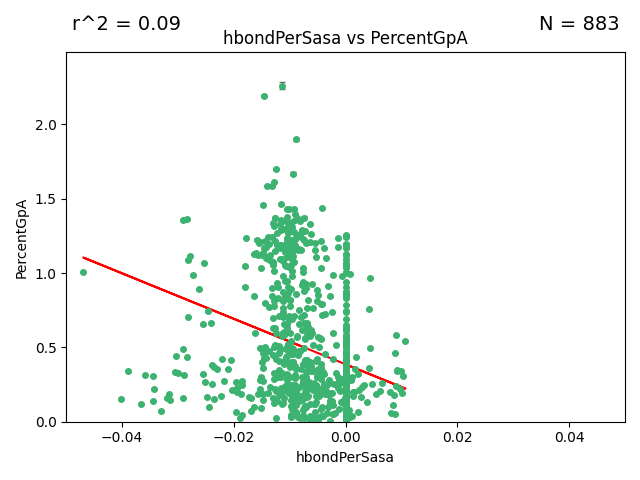 r^2 = 0.09
N = 883
hbondPerSasa vs PercentGpA
PercentGpA
2.0
1.5
1.0
0.5
0.0
−0.04
−0.02
0.00
0.02
0.04
hbondPerSasa